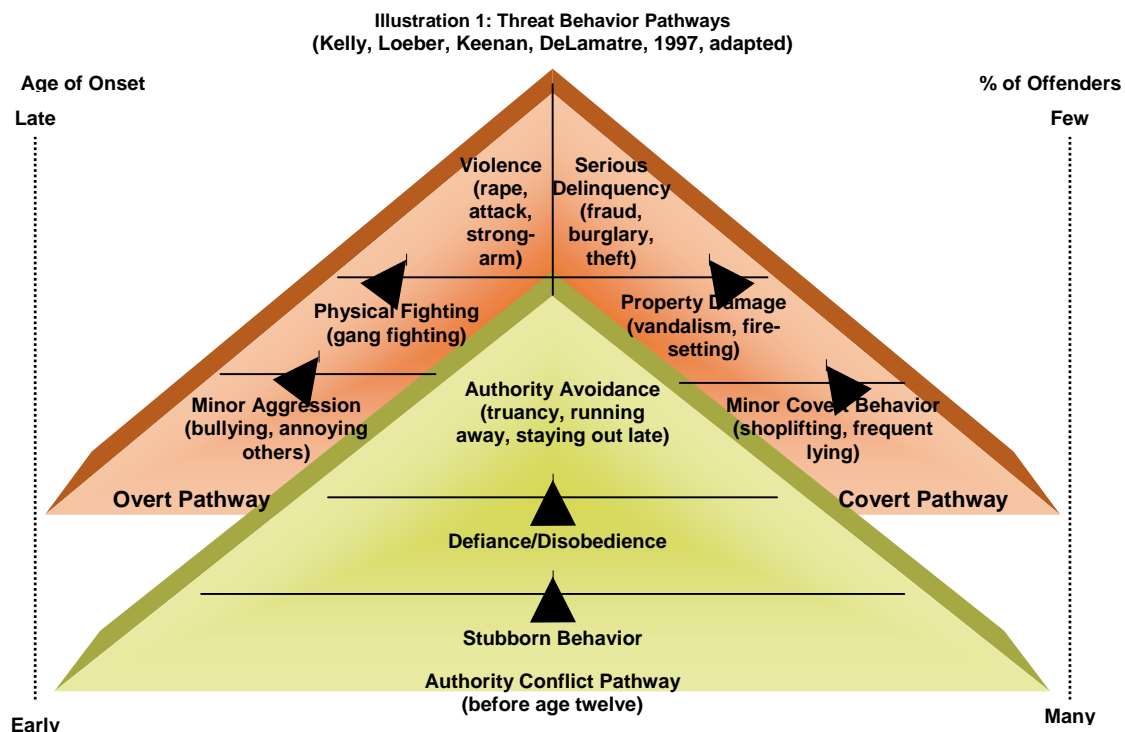 Illustration 1: Threat Behavior Pathways
(Kelly, Loeber, Keenan, DeLamatre, 1997, adapted)
Age of Onset
% of Offenders
Late
Few
Violence
(rape,
attack,
strong-
arm)
Serious
Delinquency
(fraud,
burglary,
theft)
Physical Fighting
(gang fighting)
Property Damage
(vandalism, fire-
setting)
Minor Aggression
(bullying, annoying
others)
Authority Avoidance
(truancy, running
away, staying out late)
Minor Covert Behavior
(shoplifting, frequent
lying)
Overt Pathway
Covert Pathway
Defiance/Disobedience
Stubborn Behavior
Authority Conflict Pathway
(before age twelve)
Early
Many